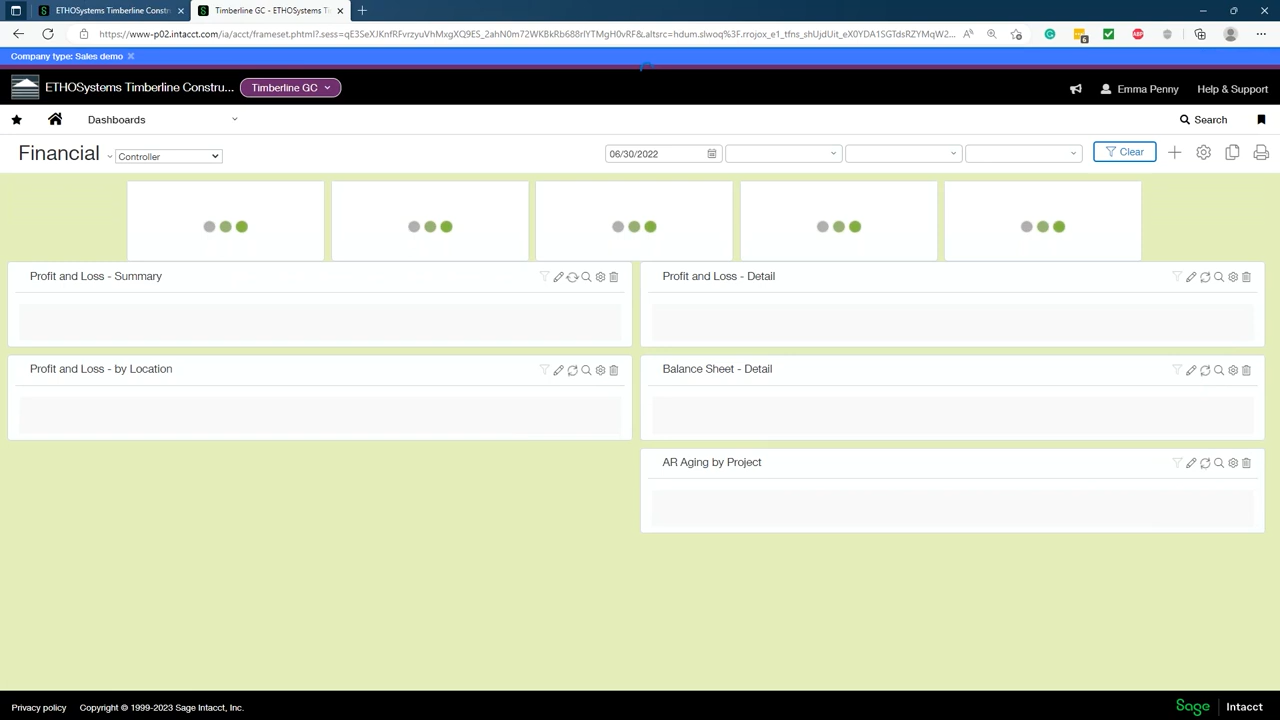 ETHOSystems Timberline Constru
Timberline GC - ETHOSystems Ti
https://www-p02.intacct.com/ia/acct/frameset.phtml?.sess=qE3SeXJKnfRFvrzyuVhMxgXQ9ES_2ahN0m72WKBkRb688rlYTMgH0vRF&.altsrc=hdum.slwoq%3F.rrojox_e1_tfns_shUjdUit_eX0YDA1SGTdsRZYMqW2...
6
Company type: Sales demo
ETHOSystems Timberline Constru...
Timberline GC
Emma Penny
Help & Support
Dashboards
Search
Financial
Controller
06/30/2022
Clear
Profit and Loss - Summary
Profit and Loss - Detail
Profit and Loss - by Location
Balance Sheet - Detail
AR Aging by Project
Privacy policy
Copyright © 1999-2023 Sage Intacct, Inc.
Sage
Intacct